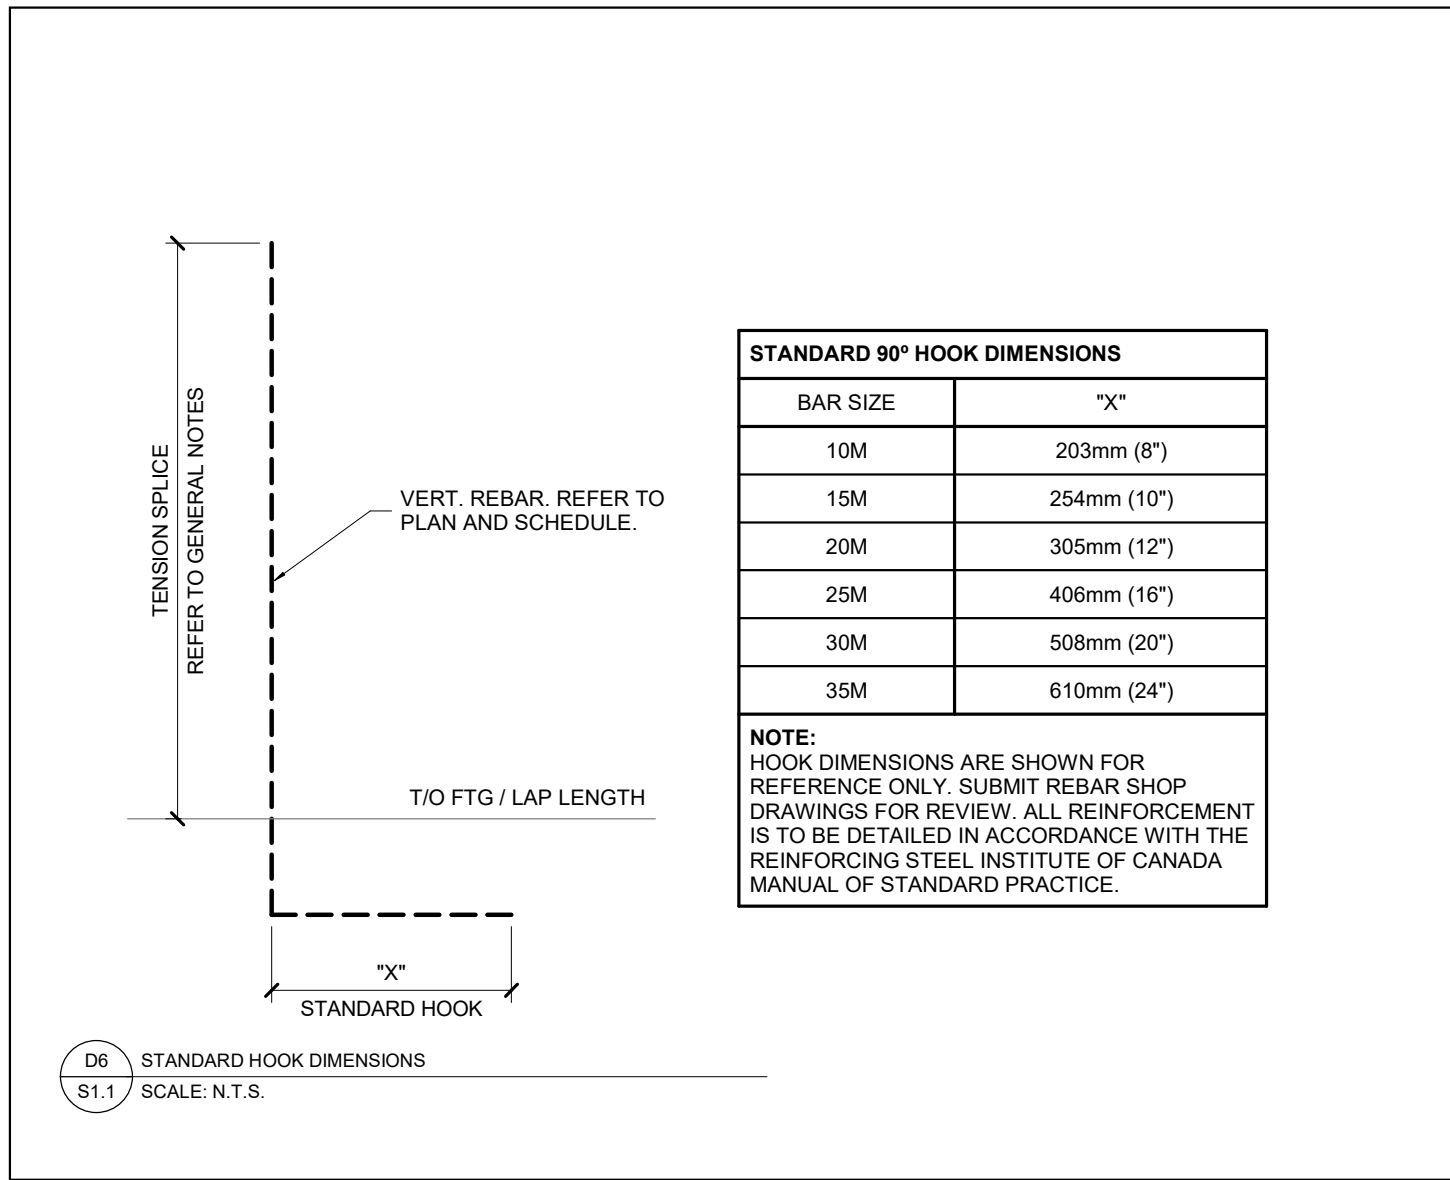 TENSION SPLICE
REFER TO GENERAL NOTES
VERT. REBAR. REFER TO
PLAN AND SCHEDULE.
T/O FTG / LAP LENGTH
"X"
STANDARD HOOK
STANDARD 90º HOOK DIMENSIONS
BAR SIZE "X"
10M 203mm (8")
15M 254mm (10")
20M 305mm (12")
25M 406mm (16")
30M 508mm (20")
35M 610mm (24")
NOTE:
HOOK DIMENSIONS ARE SHOWN FOR
REFERENCE ONLY. SUBMIT REBAR SHOP
DRAWINGS FOR REVIEW. ALL REINFORCEMENT
IS TO BE DETAILED IN ACCORDANCE WITH THE
REINFORCING STEEL INSTITUTE OF CANADA
MANUAL OF STANDARD PRACTICE.
D6 STANDARD HOOK DIMENSIONS
S1.1 SCALE: N.T.S.